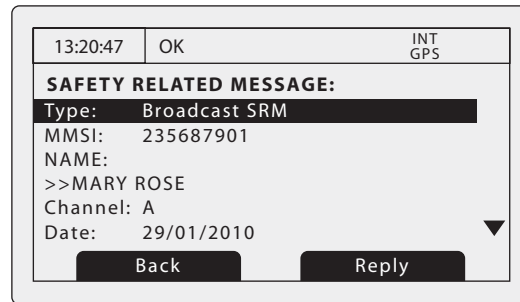 13:20:47 OK INT GPS
SAFETY RELATED MESSAGE:
Type: Broadcast SRM
MMSI: 235687901
NAME:
>>MARY ROSE
Channel: A
Date: 29/01/2010
Back Reply